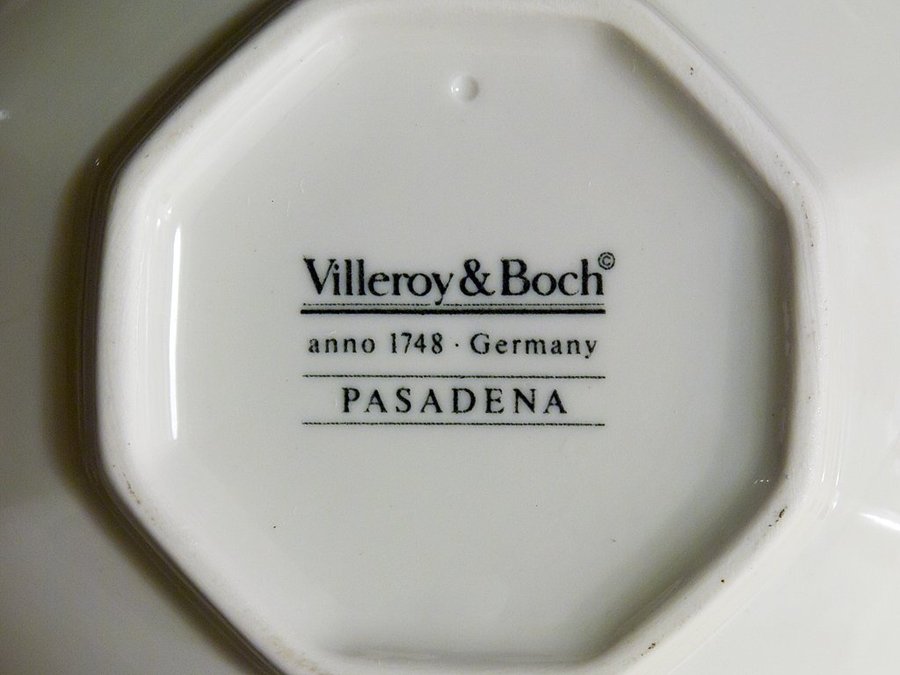 Villeroy & Boch©
anno 1748 · Germany
PASADENA